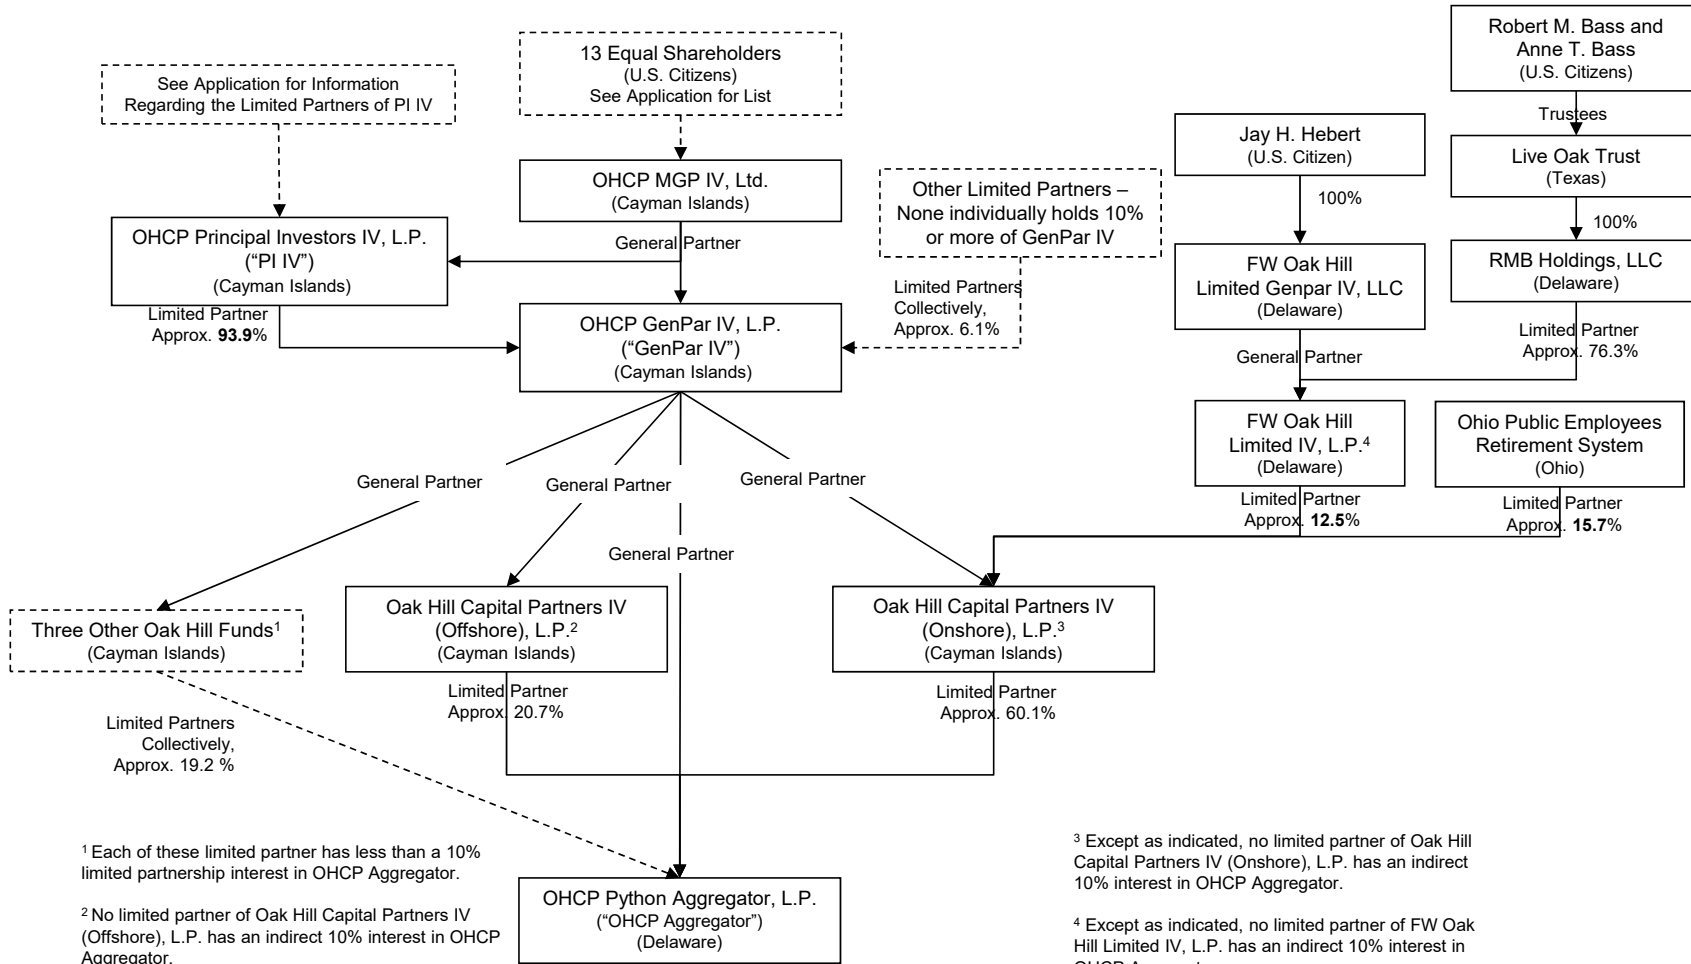 Robert M. Bass and
Anne T. Bass
(U.S. Citizens)
13 Equal Shareholders
(U.S. Citizens)
See Application for List
See Application for Information
Regarding the Limited Partners of PI IV
Trustees
Jay H. Hebert
(U.S. Citizen)
Live Oak Trust
(Texas)
OHCP MGP IV, Ltd.
(Cayman Islands)
Other Limited Partners –
None individually holds 10%
or more of GenPar IV
100%
100%
OHCP Principal Investors IV, L.P.
(“PI IV”)
(Cayman Islands)
General Partner
FW Oak Hill
Limited Genpar IV, LLC
(Delaware)
RMB Holdings, LLC
(Delaware)
Limited Partners
Collectively,
Approx. 6.1%
Limited Partner
Approx. 93.9%
OHCP GenPar IV, L.P.
(“GenPar IV”)
(Cayman Islands)
Limited Partner
Approx. 76.3%
General Partner
FW Oak Hill
Limited IV, L.P.4
(Delaware)
Ohio Public Employees
Retirement System
(Ohio)
General Partner
General Partner
General Partner
Limited Partner
Approx. 12.5%
Limited Partner
Approx. 15.7%
General Partner
Three Other Oak Hill Funds1
(Cayman Islands)
Oak Hill Capital Partners IV
(Offshore), L.P.2
(Cayman Islands)
Oak Hill Capital Partners IV
(Onshore), L.P.3
(Cayman Islands)
Limited Partners
Collectively,
Approx. 19.2 %
Limited Partner
Approx. 20.7%
Limited Partner
Approx. 60.1%
1 Each of these limited partner has less than a 10%
limited partnership interest in OHCP Aggregator.
2 No limited partner of Oak Hill Capital Partners IV
(Offshore), L.P. has an indirect 10% interest in OHCP
Aggregator.
OHCP Python Aggregator, L.P.
(“OHCP Aggregator”)
(Delaware)
3 Except as indicated, no limited partner of Oak Hill
Capital Partners IV (Onshore), L.P. has an indirect
10% interest in OHCP Aggregator.
4 Except as indicated, no limited partner of FW Oak
Hill Limited IV, L.P. has an indirect 10% interest in